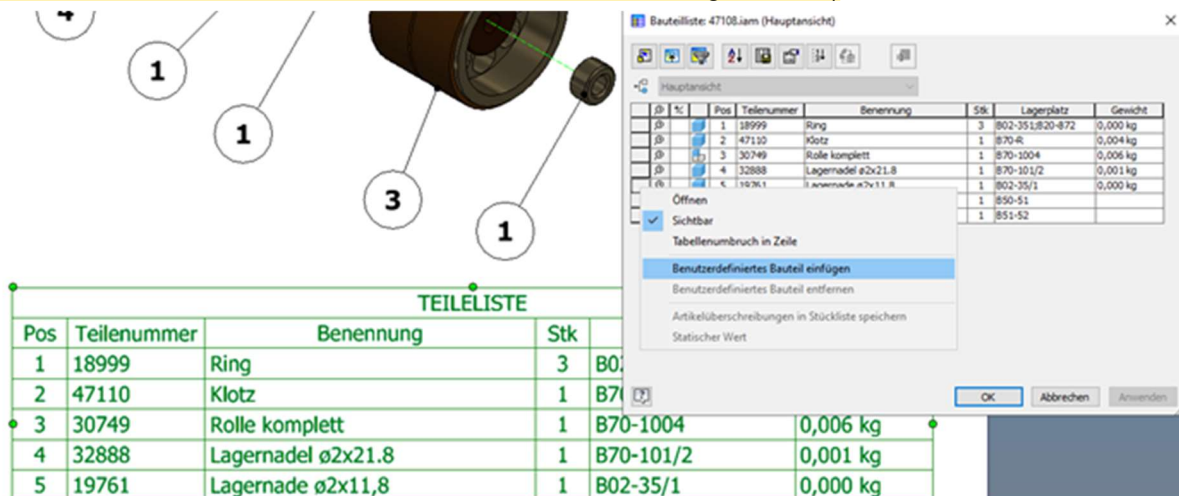 4
1
1
3
1
TEILELISTE
Pos Teilenummer Benennung Stk
1 18999 Ring 3
2 47110 Klotz 1
3 30749 Rolle komplett 1 B70-1004 0,006 kg
4 32888 Lagernadel ø2x21.8 1 B70-101/2 0,001 kg
5 19761 Lagernade ø2x11,8 1 B02-35/1 0,000 kg
Bauteilliste: 47108.iam (Hauptansicht)
Hauptansicht
% Pos Teilenummer Benennung Stk Lagerplatz Gewicht
1 18999 Ring 3 B02-351;B20-872 0,000 kg
2 47110 Klotz 1 B70-R 0,004 kg
3 30749 Rolle komplett 1 B70-1004 0,006 kg
4 32888 Lagernadel ø2x21.8 1 B70-101/2 0,001 kg
5 19761 Lagernade ø2x11,8 1 B02-35/1 0,000 kg
1 B50-51
1 B51-52
Öffnen
Sichtbar
Tabellenumbruch in Zeile
Benutzerdefiniertes Bauteil einfügen
Benutzerdefiniertes Bauteil entfernen
Artikelüberschreibungen in Stückliste speichern
Statischer Wert
OK Abbrechen Anwenden